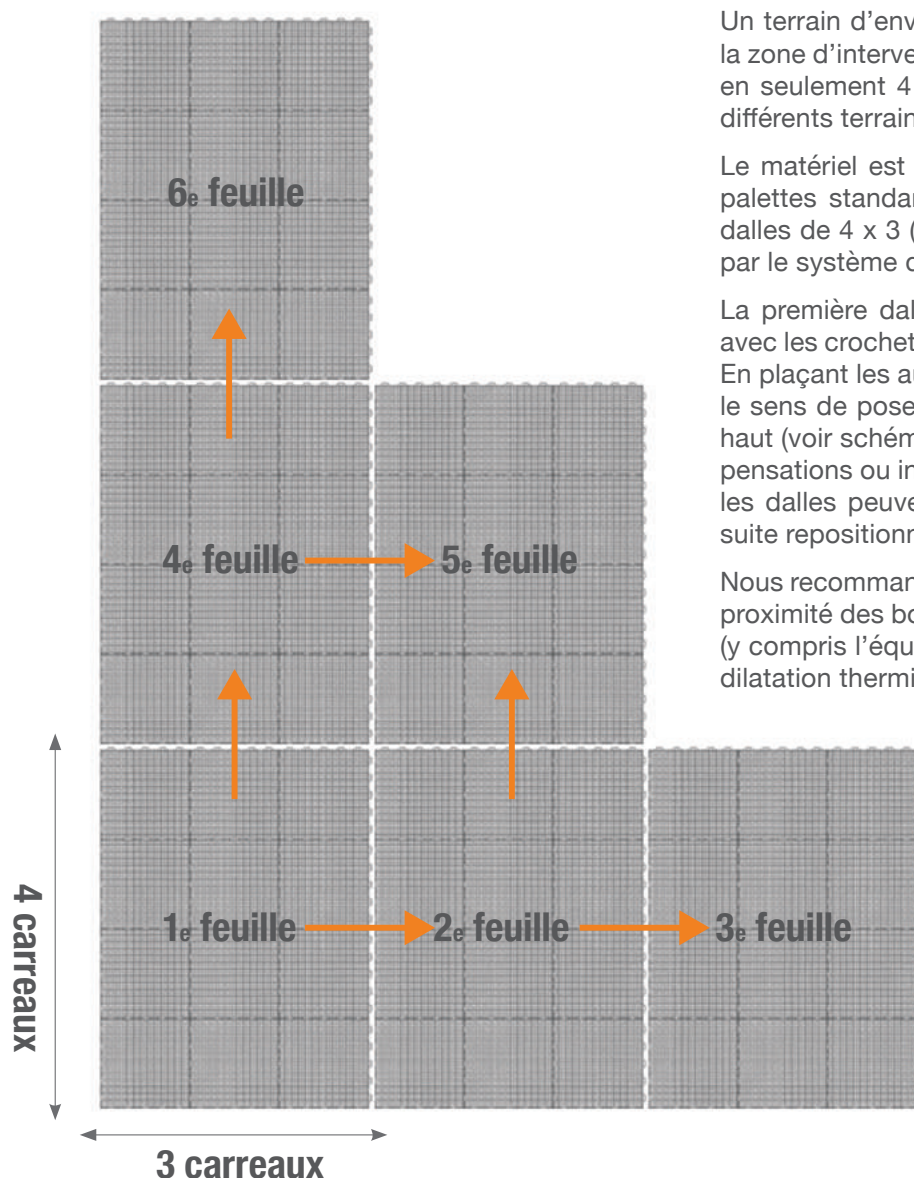 6e feuille
4e feuille
5e feuille
1e feuille
2e feuille
3e feuille
4 carreaux
3 carreaux
Un terrain d’env
la zone d’interve
en seulement 4
différents terrain
Le matériel est
palettes standar
dalles de 4 x 3 (
par le système d
La première dal
avec les crochet
En plaçant les au
le sens de pose
haut (voir schém
pensations ou in
les dalles peuve
suite repositionn
Nous recomman
proximité des bo
(y compris l’équ
dilatation thermi